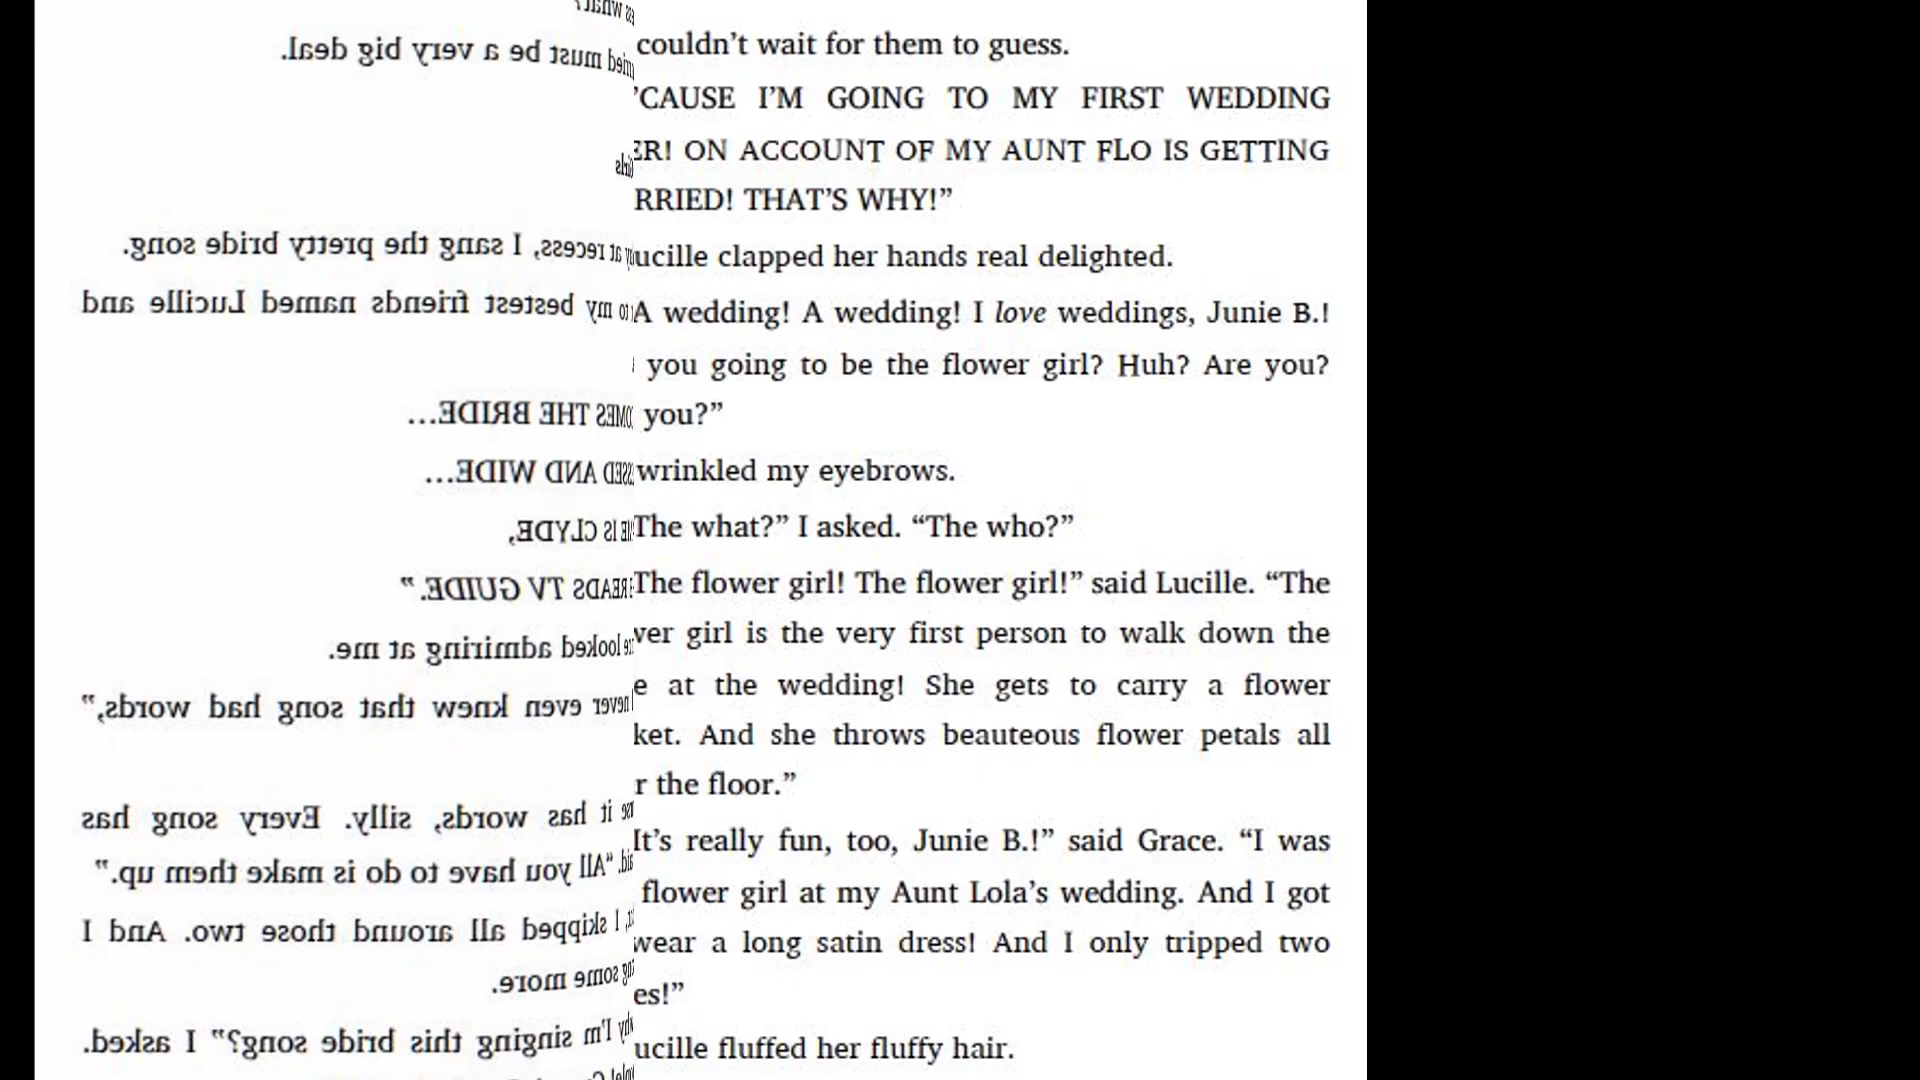 must be a very big deal.
at recess, I sang the pretty bride song.
to my bestest friends named Lucille and
OMES THE BRIDE…
SSED AND WIDE…
IS CLYDE,
READS TV GUIDE.”
looked admiring at me.
never even knew that song had words,”
it has words, silly. Every song has
“All you have to do is make them up.”
I skipped all around those two. And I
some more.
why I’m singing this bride song?” I asked.
couldn’t wait for them to guess.
’CAUSE I’M GOING TO MY FIRST WEDDING
ER! ON ACCOUNT OF MY AUNT FLO IS GETTING
RRIED! THAT’S WHY!”
ucille clapped her hands real delighted.
A wedding! A wedding! I love weddings, Junie B.!
you going to be the flower girl? Huh? Are you?
you?”
wrinkled my eyebrows.
The what?” I asked. “The who?”
The flower girl! The flower girl!” said Lucille. “The
ver girl is the very first person to walk down the
e at the wedding! She gets to carry a flower
ket. And she throws beauteous flower petals all
r the floor.”
It’s really fun, too, Junie B.!” said Grace. “I was
flower girl at my Aunt Lola’s wedding. And I got
wear a long satin dress! And I only tripped two
es!”
ucille fluffed her fluffy hair.